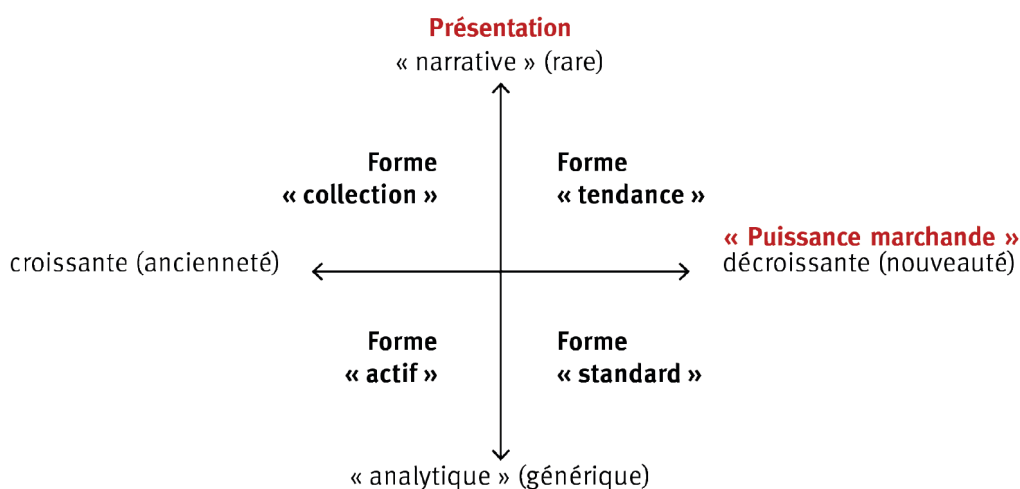 Présentation
« narrative » (rare)
Forme
« collection »
Forme
« tendance »
« Puissance marchande »
croissante (ancienneté)
décroissante (nouveauté)
Forme
« actif »
Forme
« standard »
« analytique » (générique)